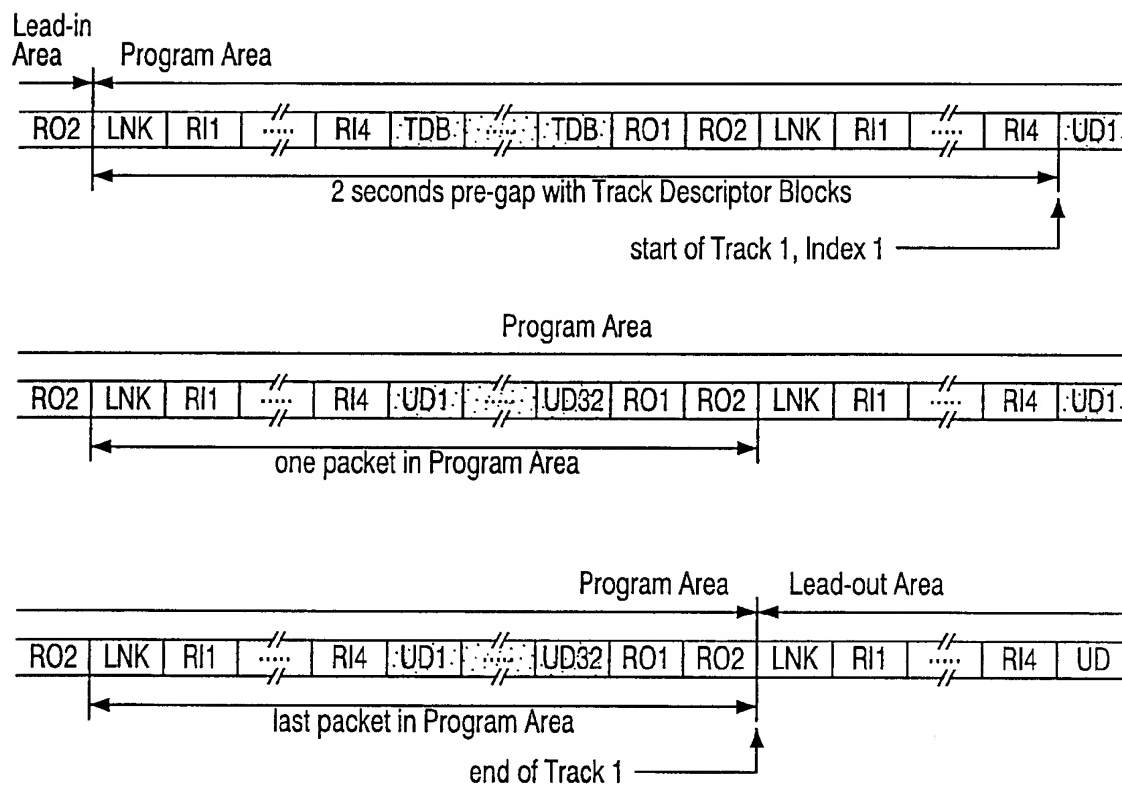 Lead-in
Area
Program Area
RO2 LNK RI1 ..... RI4 TDB ..... TDB RO1 RO2 LNK RI1 ..... RI4 UD1
2 seconds pre-gap with Track Descriptor Blocks
start of Track 1, Index 1
Program Area
RO2 LNK RI1 ..... RI4 UD1 ..... UD32 RO1 RO2 LNK RI1 ..... RI4 UD1
one packet in Program Area
Program Area Lead-out Area
RO2 LNK RI1 ..... RI4 UD1 ..... UD32 RO1 RO2 LNK RI1 ..... RI4 UD
last packet in Program Area
end of Track 1